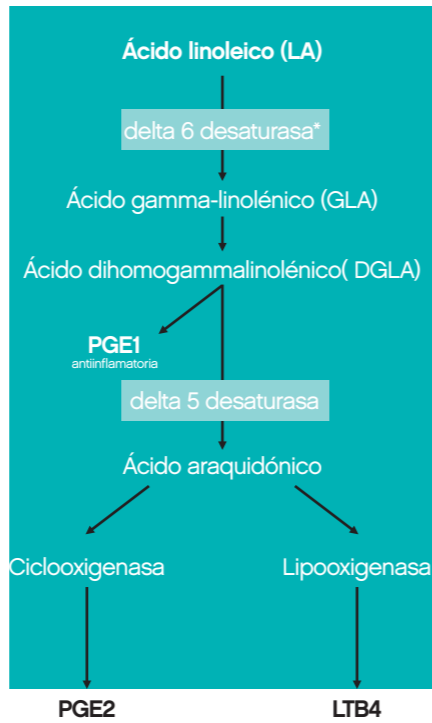 Ácido linoleico (LA)
delta 6 desaturasa*
Ácido gamma-linolénico (GLA)
Ácido dihomogammalinolénico( DGLA)
PGE1
antiinflamatoria
delta 5 desaturasa
Ácido araquidónico
Ciclooxigenasa
Lipooxigenasa
PGE2
LTB4